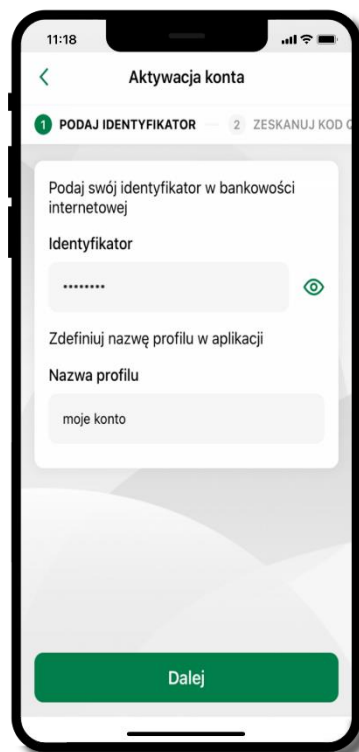 11:18
Aktywacja konta
1 PODAJ IDENTYFIKATOR 2 ZESKANUJ KOD
Podaj swój identyfikator w bankowości
internetowej
Identyfikator
••••••••
Zdefiniuj nazwę profilu w aplikacji
Nazwa profilu
moje konto
Dalej